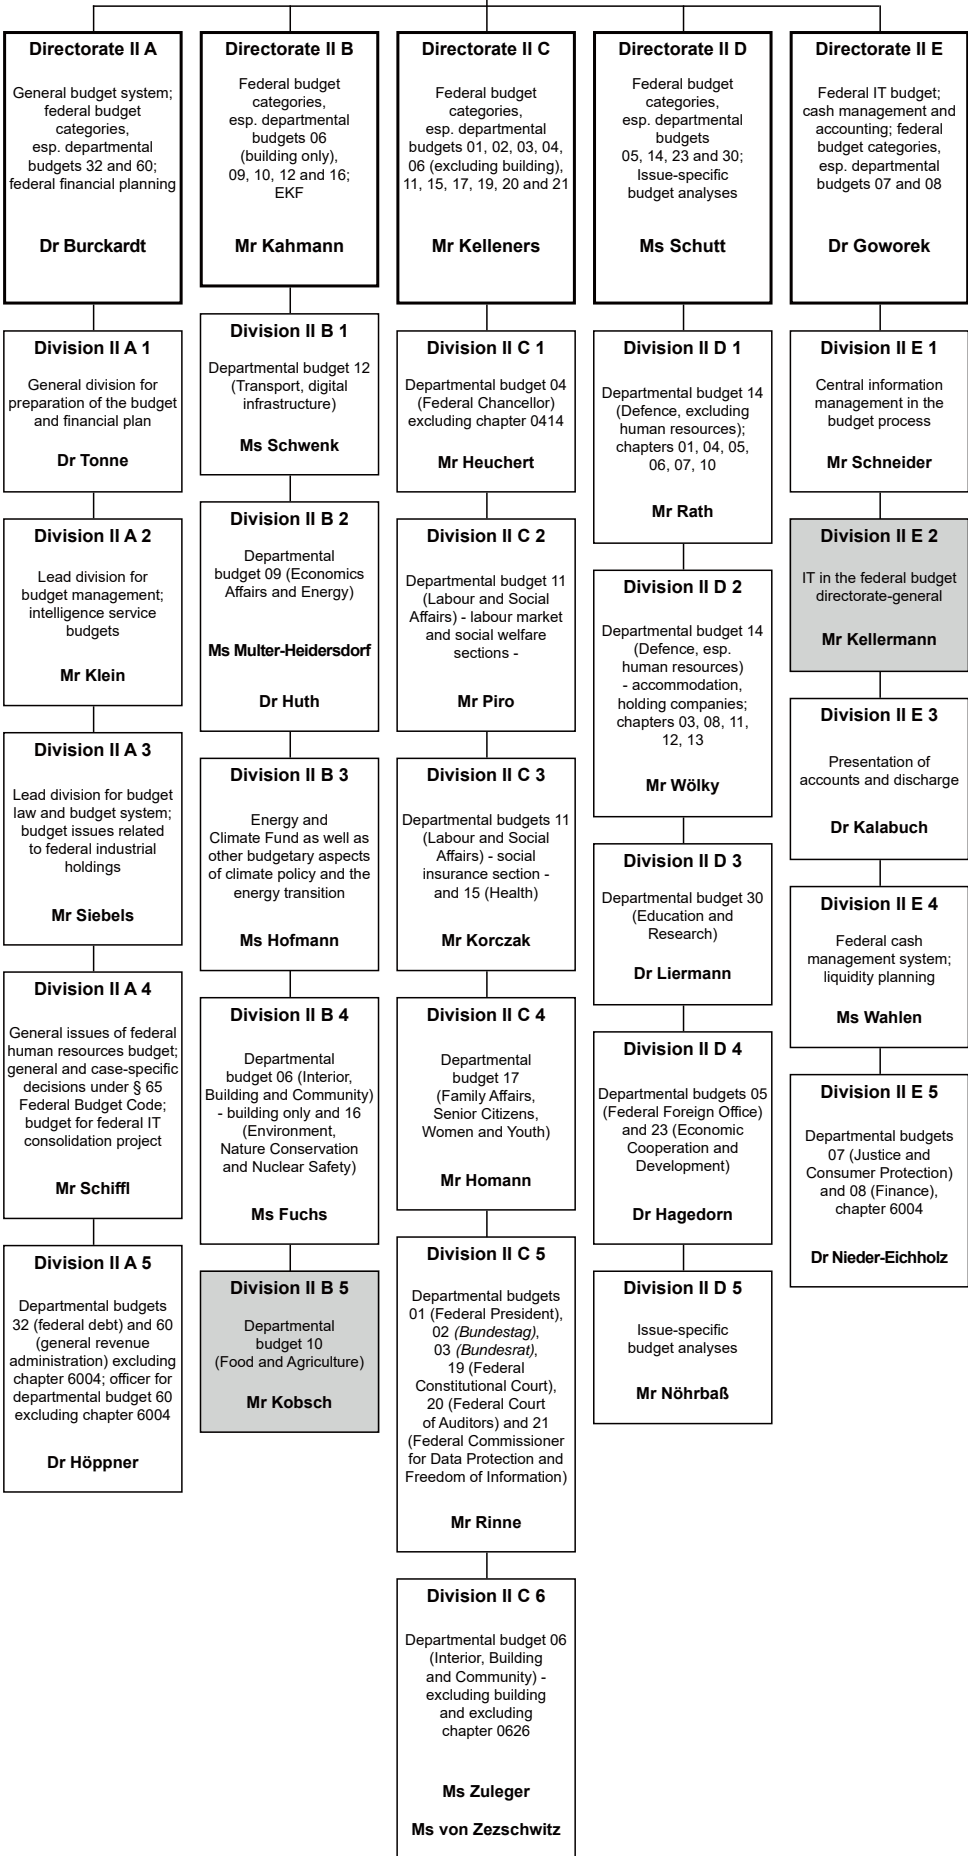 Directorate II A
General budget system;
federal budget
categories,
esp. departmental
budgets 32 and 60;
federal financial planning
Dr Burckardt
Division II A 1
General division for
preparation of the budget
and financial plan
Dr Tonne
Division II A 2
Lead division for
budget management;
intelligence service
budgets
Mr Klein
Division II A 3
Lead division for budget
law and budget system;
budget issues related
to federal industrial
holdings
Mr Siebels
Division II A 4
General issues of federal
human resources budget;
general and case-specific
decisions under § 65
Federal Budget Code;
budget for federal IT
consolidation project
Mr Schiffl
Division II A 5
Departmental budgets
32 (federal debt) and 60
(general revenue
administration) excluding
chapter 6004; officer for
departmental budget 60
excluding chapter 6004
Dr Höppner
Directorate II B
Federal budget
categories,
esp. departmental
budgets 06
(building only),
09, 10, 12 and 16;
EKF
Mr Kahmann
Division II B 1
Departmental budget 12
(Transport, digital
infrastructure)
Ms Schwenk
Division II B 2
Departmental
budget 09 (Economics
Affairs and Energy)
Ms Multer-Heidersdorf
Dr Huth
Division II B 3
Energy and
Climate Fund as well as
other budgetary aspects
of climate policy and the
energy transition
Ms Hofmann
Division II B 4
Departmental
budget 06 (Interior,
Building and Community)
- building only and 16
(Environment,
Nature Conservation
and Nuclear Safety)
Ms Fuchs
Division II B 5
Departmental
budget 10
(Food and Agriculture)
Mr Kobsch
Directorate II C
Federal budget
categories,
esp. departmental
budgets 01, 02, 03, 04,
06 (excluding building),
11, 15, 17, 19, 20 and 21
Mr Kelleners
Division II C 1
Departmental budget 04
(Federal Chancellor)
excluding chapter 0414
Mr Heuchert
Division II C 2
Departmental budget 11
(Labour and Social
Affairs) - labour market
and social welfare
sections -
Mr Piro
Division II C 3
Departmental budgets 11
(Labour and Social
Affairs) - social
insurance section -
and 15 (Health)
Mr Korczak
Division II C 4
Departmental
budget 17
(Family Affairs,
Senior Citizens,
Women and Youth)
Mr Homann
Division II C 5
Departmental budgets
01 (Federal President),
02 (Bundestag),
03 (Bundesrat),
19 (Federal
Constitutional Court),
20 (Federal Court
of Auditors) and 21
(Federal Commissioner
for Data Protection and
Freedom of Information)
Mr Rinne
Division II C 6
Departmental budget 06
(Interior, Building
and Community) -
excluding building
and excluding
chapter 0626
Ms Zuleger
Ms von Zezschwitz
Directorate II D
Federal budget
categories,
esp. departmental
budgets
05, 14, 23 and 30;
Issue-specific
budget analyses
Ms Schutt
Division II D 1
Departmental budget 14
(Defence, excluding
human resources);
chapters 01, 04, 05,
06, 07, 10
Mr Rath
Division II D 2
Departmental budget 14
(Defence, esp.
human resources)
- accommodation,
holding companies;
chapters 03, 08, 11,
12, 13
Mr Wölky
Division II D 3
Departmental budget 30
(Education and
Research)
Dr Liermann
Division II D 4
Departmental budgets 05
(Federal Foreign Office)
and 23 (Economic
Cooperation and
Development)
Dr Hagedorn
Division II D 5
Issue-specific
budget analyses
Mr Nöhrbaß
Directorate II E
Federal IT budget;
cash management and
accounting; federal
budget categories,
esp. departmental
budgets 07 and 08
Dr Goworek
Division II E 1
Central information
management in the
budget process
Mr Schneider
Division II E 2
IT in the federal budget
directorate-general
Mr Kellermann
Division II E 3
Presentation of
accounts and discharge
Dr Kalabuch
Division II E 4
Federal cash
management system;
liquidity planning
Ms Wahlen
Division II E 5
Departmental budgets
07 (Justice and
Consumer Protection)
and 08 (Finance),
chapter 6004
Dr Nieder-Eichholz